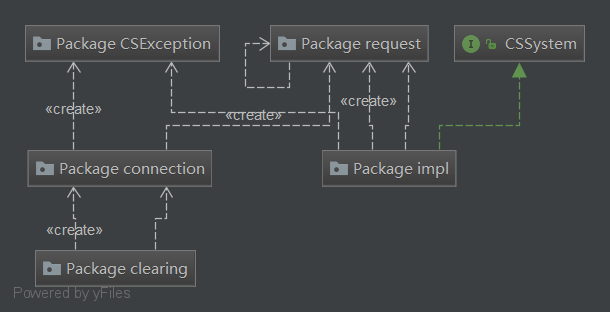 Package CSException
Package request
CSSystem
«create»
«create»
«create»
Package connection
Package impl
«create»
Package clearing
Powered by yFiles